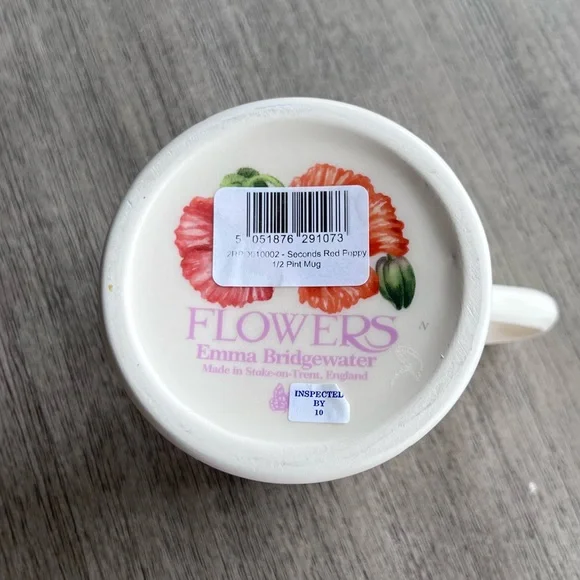 5 051876 291073
- Seconds Red Poppy
1/2 Pint Mug
FLOWERS
Emma Bridgewater
Made in Stoke-on-Trent, England
INSPECTED
BY
10
N